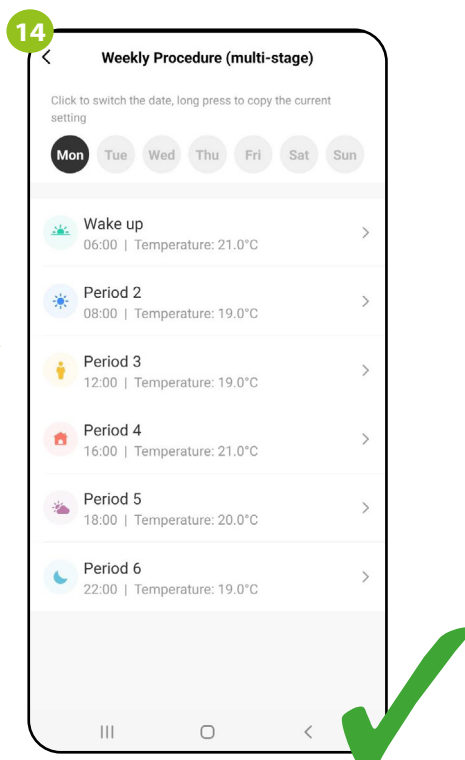 14
Weekly Procedure (multi-stage)
Click to switch the date, long press to copy the current
setting
Mon Tue Wed Thu Fri Sat Sun
Wake up
06:00 | Temperature: 21.0°C
Period 2
08:00 | Temperature: 19.0°C
Period 3
12:00 | Temperature: 19.0°C
Period 4
16:00 | Temperature: 21.0°C
Period 5
18:00 | Temperature: 20.0°C
Period 6
22:00 | Temperature: 19.0°C